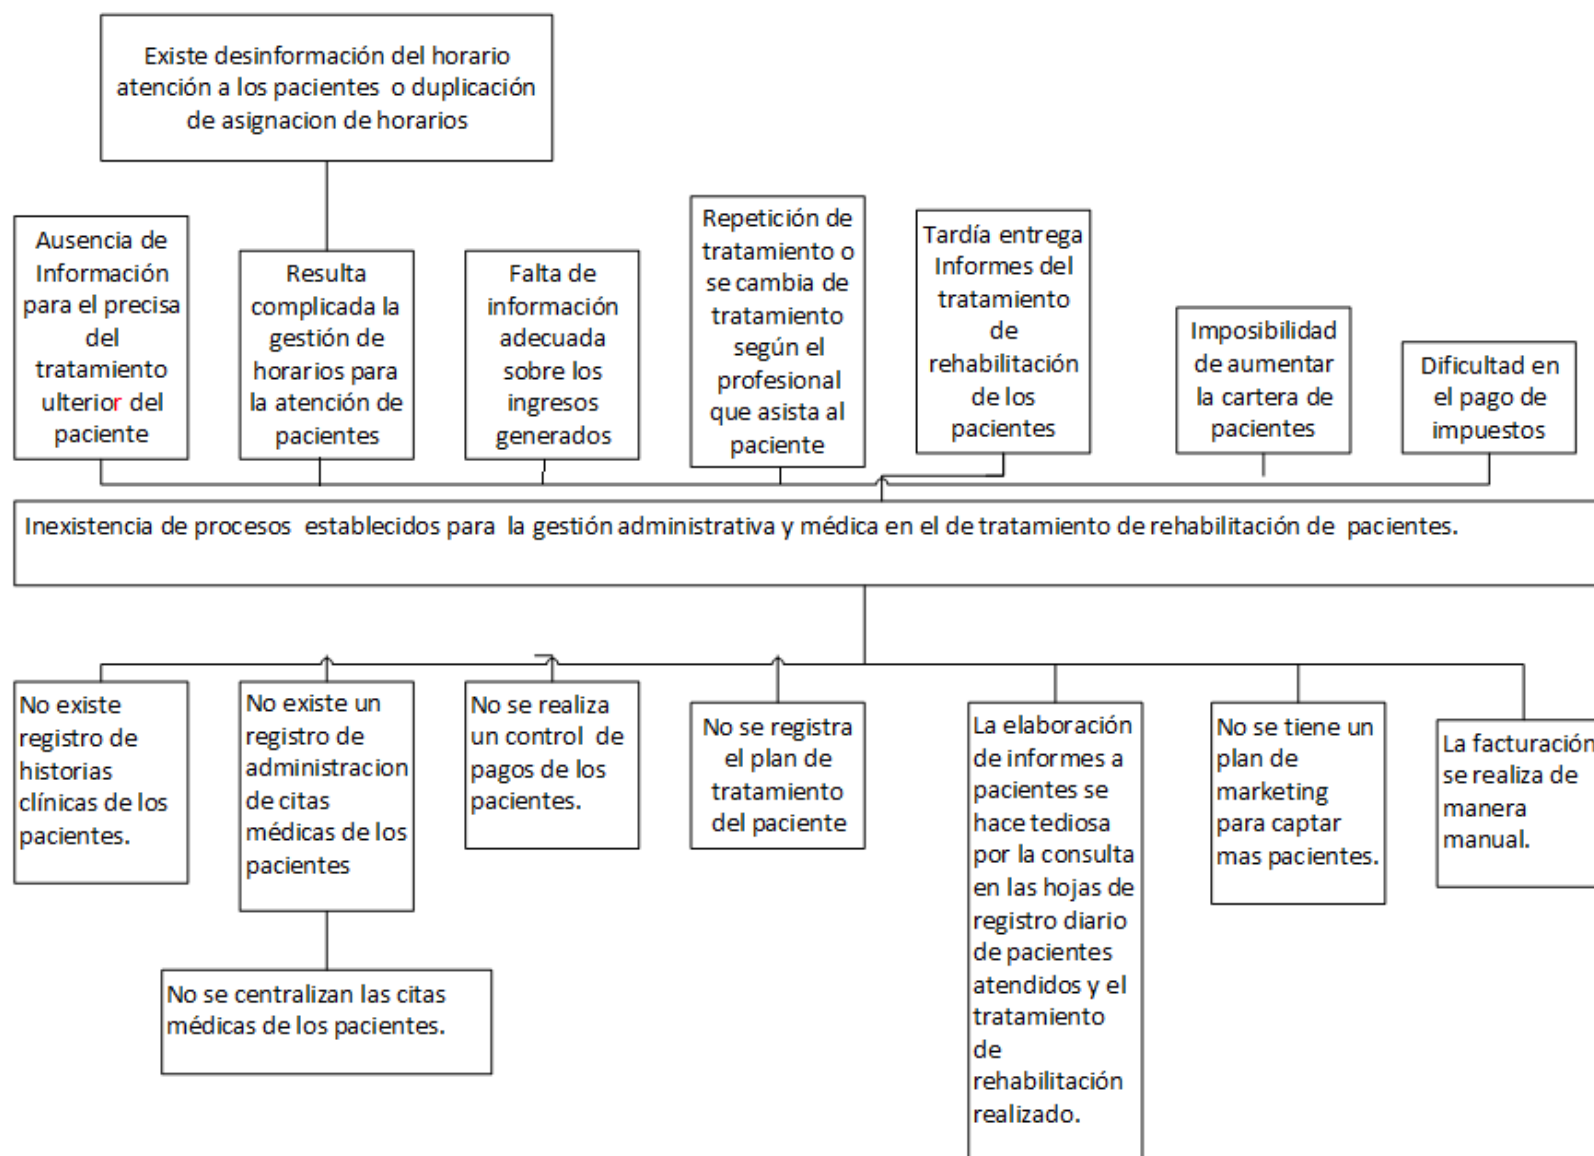 Existe desinformación del horario
atención a los pacientes o duplicación
de asignacion de horarios
Ausencia de
Información
para el precisa
del
tratamiento
ulterior del
paciente
Resulta
complicada la
gestión de
horarios para
la atención de
pacientes
Falta de
información
adecuada
sobre los
ingresos
generados
Repetición de
tratamiento o
se cambia de
tratamiento
según el
profesional
que asista al
paciente
Tardía entrega
Informes del
tratamiento
de
rehabilitación
de los
pacientes
Imposibilidad
de aumentar
la cartera de
pacientes
Dificultad en
el pago de
impuestos
Inexistencia de procesos establecidos para la gestión administrativa y médica en el de tratamiento de rehabilitación de pacientes.
No existe
registro de
historias
clínicas de los
pacientes.
No existe un
registro de
administracion
de citas
médicas de los
pacientes
No se realiza
un control de
pagos de los
pacientes.
No se registra
el plan de
tratamiento
del paciente
La elaboración
de informes a
pacientes se
hace tediosa
por la consulta
en las hojas de
registro diario
de pacientes
atendidos y el
tratamiento
de
rehabilitación
realizado.
No se tiene un
plan de
marketing
para captar
mas pacientes.
La facturación
se realiza de
manera
manual.
No se centralizan las citas
médicas de los pacientes.